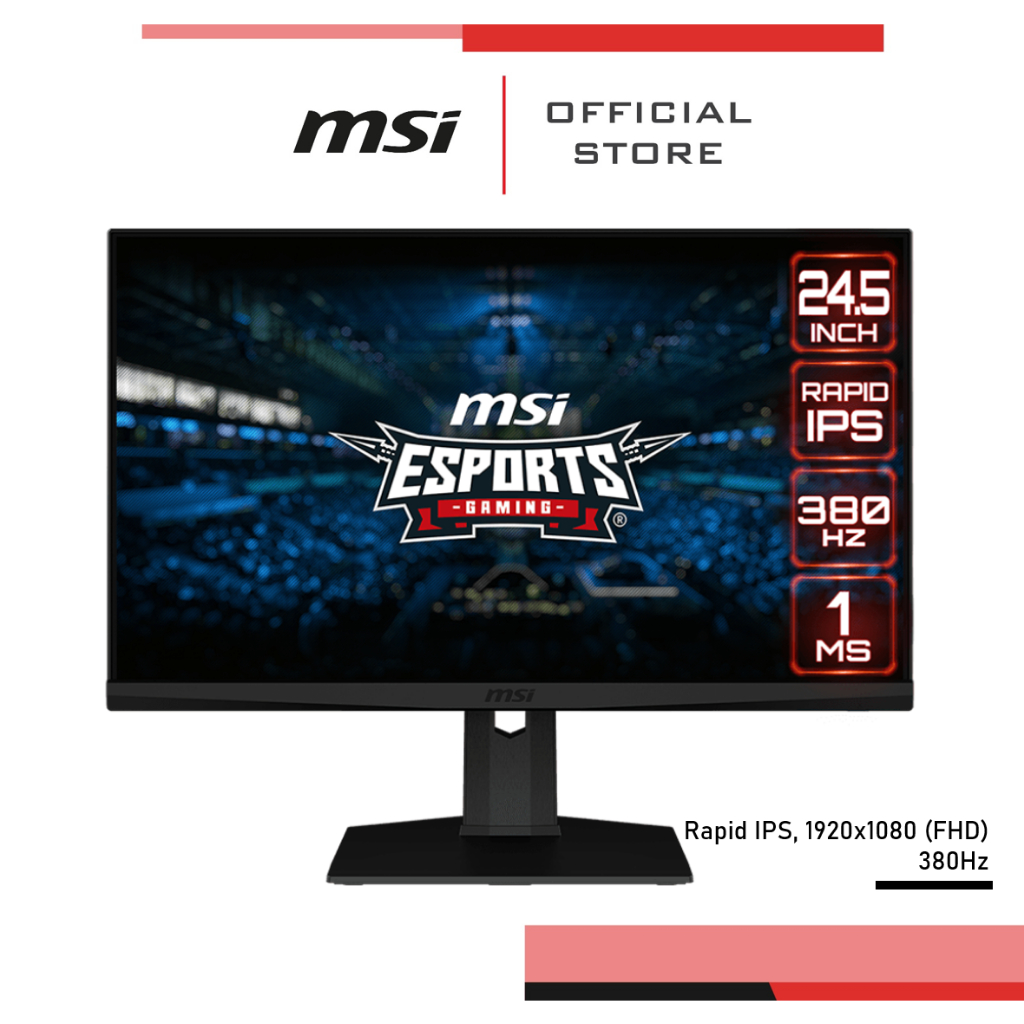 msi
OFFICIAL
STORE
24.5
INCH
RAPID
IPS
380
HZ
1
MS
msi
ESPORTS
-GAMING-
®
msi
Rapid IPS, 1920x1080 (FHD)
380Hz